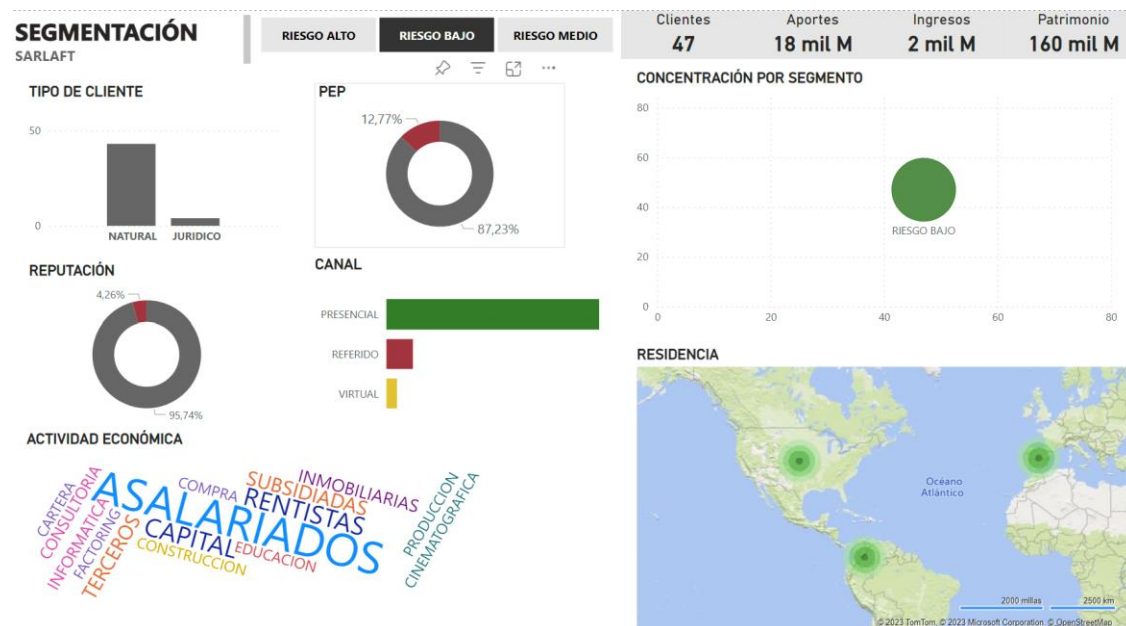 SEGMENTACIÓN
SARLAFT
RIESGO ALTO
RIESGO BAJO
RIESGO MEDIO
Clientes
47
Aportes
18 mil M
Ingresos
2 mil M
Patrimonio
160 mil M
TIPO DE CLIENTE
50
0
NATURAL
JURIDICO
PEP
12,77%
87,23%
REPUTACIÓN
4,26%
95,74%
CANAL
PRESENCIAL
REFERIDO
VIRTUAL
ACTIVIDAD ECONÓMICA
CARTERA
CONSULTORIA
INFORMATICA
FACTORING
TERCEROS
ASALARIADOS
COMPRA
SUBSIDIADAS
INMOBILIARIAS
RENTISTAS
CAPITAL
CONSTRUCCION
EDUCACION
PRODUCCION
CINEMATOGRAFICA
CONCENTRACIÓN POR SEGMENTO
80
60
40
20
0
RIESGO BAJO
0
20
40
60
80
RESIDENCIA
Océano
Atlántico
2000 millas
2500 km
© 2023 TomTom, © 2023 Microsoft Corporation, © OpenStreetMap